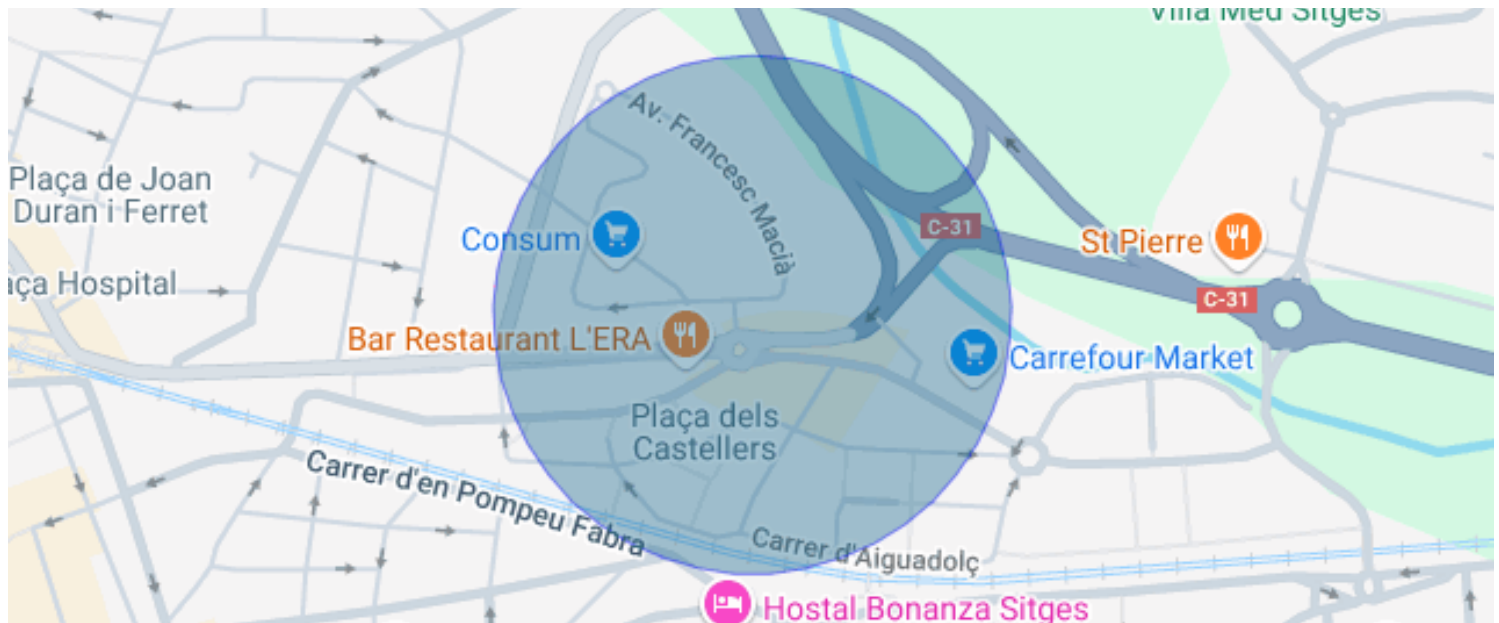 Villa Med Sitges
Av. Francesc Macià
Plaça de Joan
Duran i Ferret
Consum
C-31
St Pierre
aça Hospital
C-31
Bar Restaurant L'ERA
Carrefour Market
Plaça dels
Castellers
Carrer d'en Pompeu Fabra
Carrer d'Aiguadolç
Hostal Bonanza Sitges